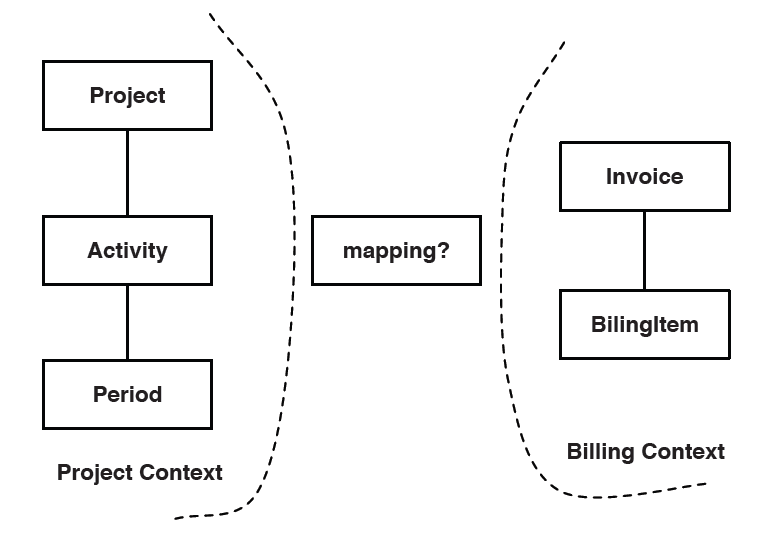 Project
Activity
Period
Project Context
mapping?
Invoice
BilingItem
Billing Context